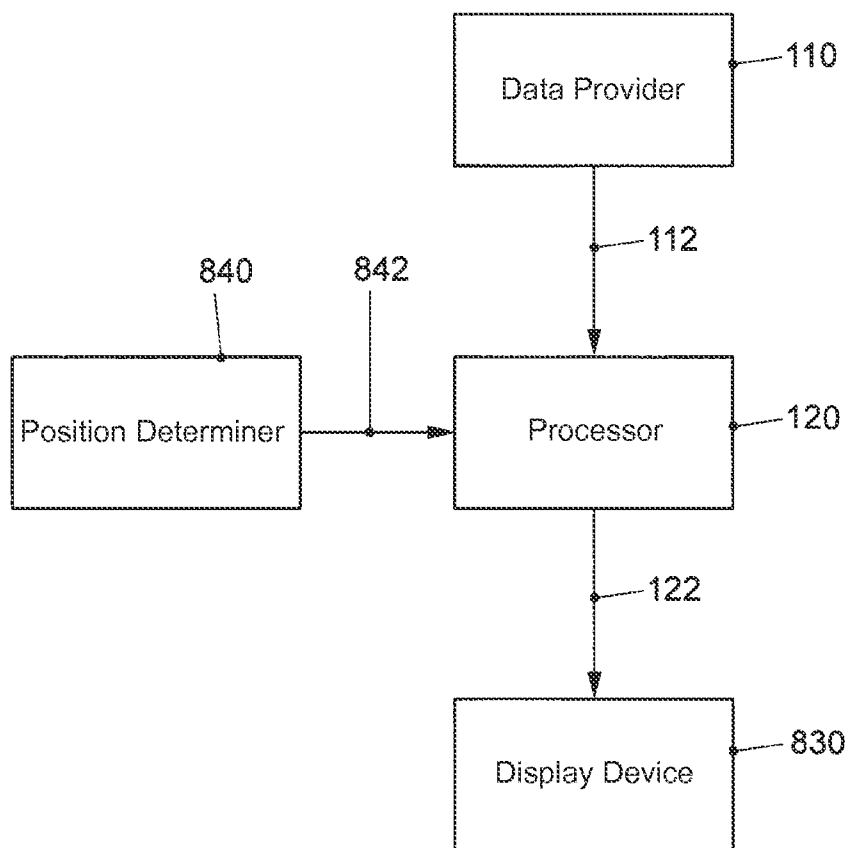 110
Data Provider
112
840
842
Position Determiner
Processor
120
122
830
Display Device